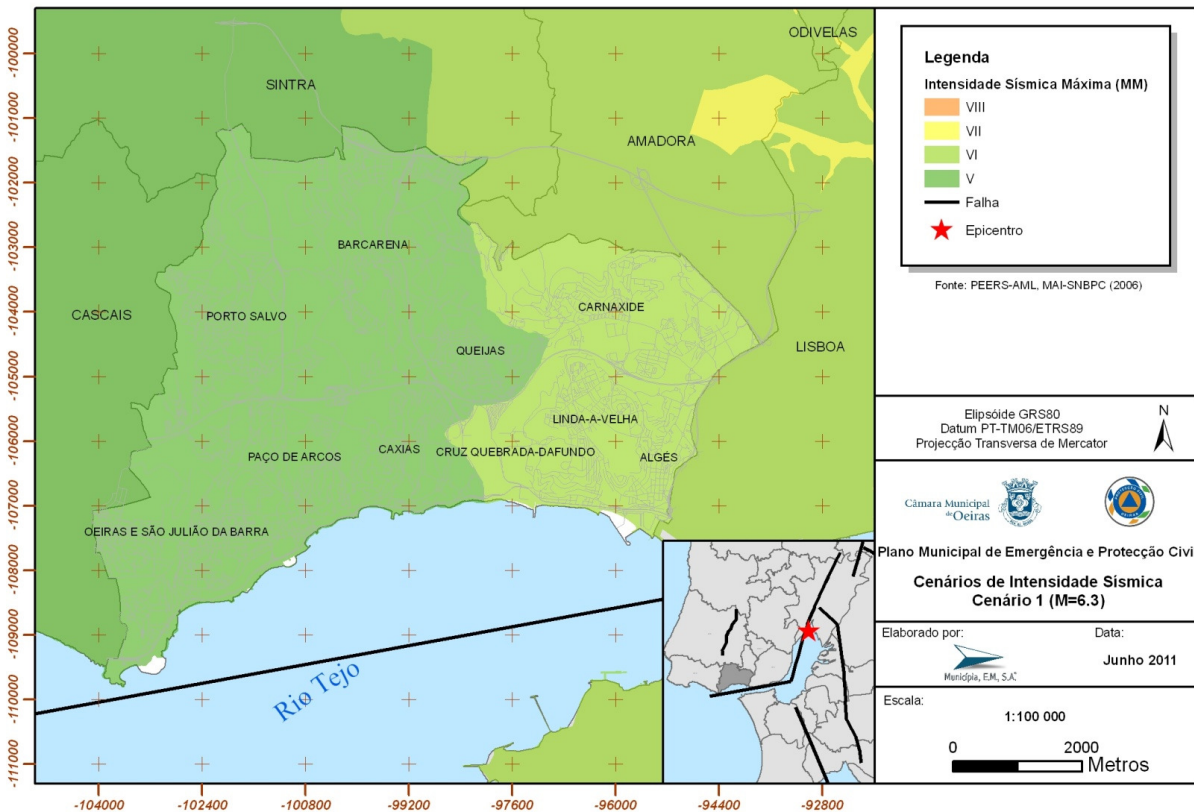 -100000
-101000
-102000
-103000
-104000
-105000
-106000
-107000
-108000
-109000
-110000
-111000
ODIVELAS
SINTRA
AMADORA
BARCARENA
CARNAXIDE
CASCAIS
PORTO SALVO
QUEIJAS
LISBOA
LINDA-A-VELHA
CAXIAS
CRUZ QUEBRADA-DAFUNDO
PAÇO DE ARCOS
ALGÉS
OEIRAS E SÃO JULIÃO DA BARRA
Rio Tejo
-104000
-102400
-100800
-99200
-97600
-96000
-94400
-92800
Legenda
Intensidade Sísmica Máxima (MM)
VIII
VII
VI
V
Falha
Epicentro
Fonte: PEERS-AML, MAI-SNBPC (2006)
Elipsóide GRS80
Datum PT-TM06/ETRS89
Projecção Transversa de Mercator
N
Câmara Municipal
de Oeiras
Plano Municipal de Emergência e Protecção Civi
Cenários de Intensidade Sísmica
Cenário 1 (M=6.3)
Elaborado por:
Município, E.M, S.A.
Data:
Junho 2011
Escala:
1:100 000
0 2000
Metros